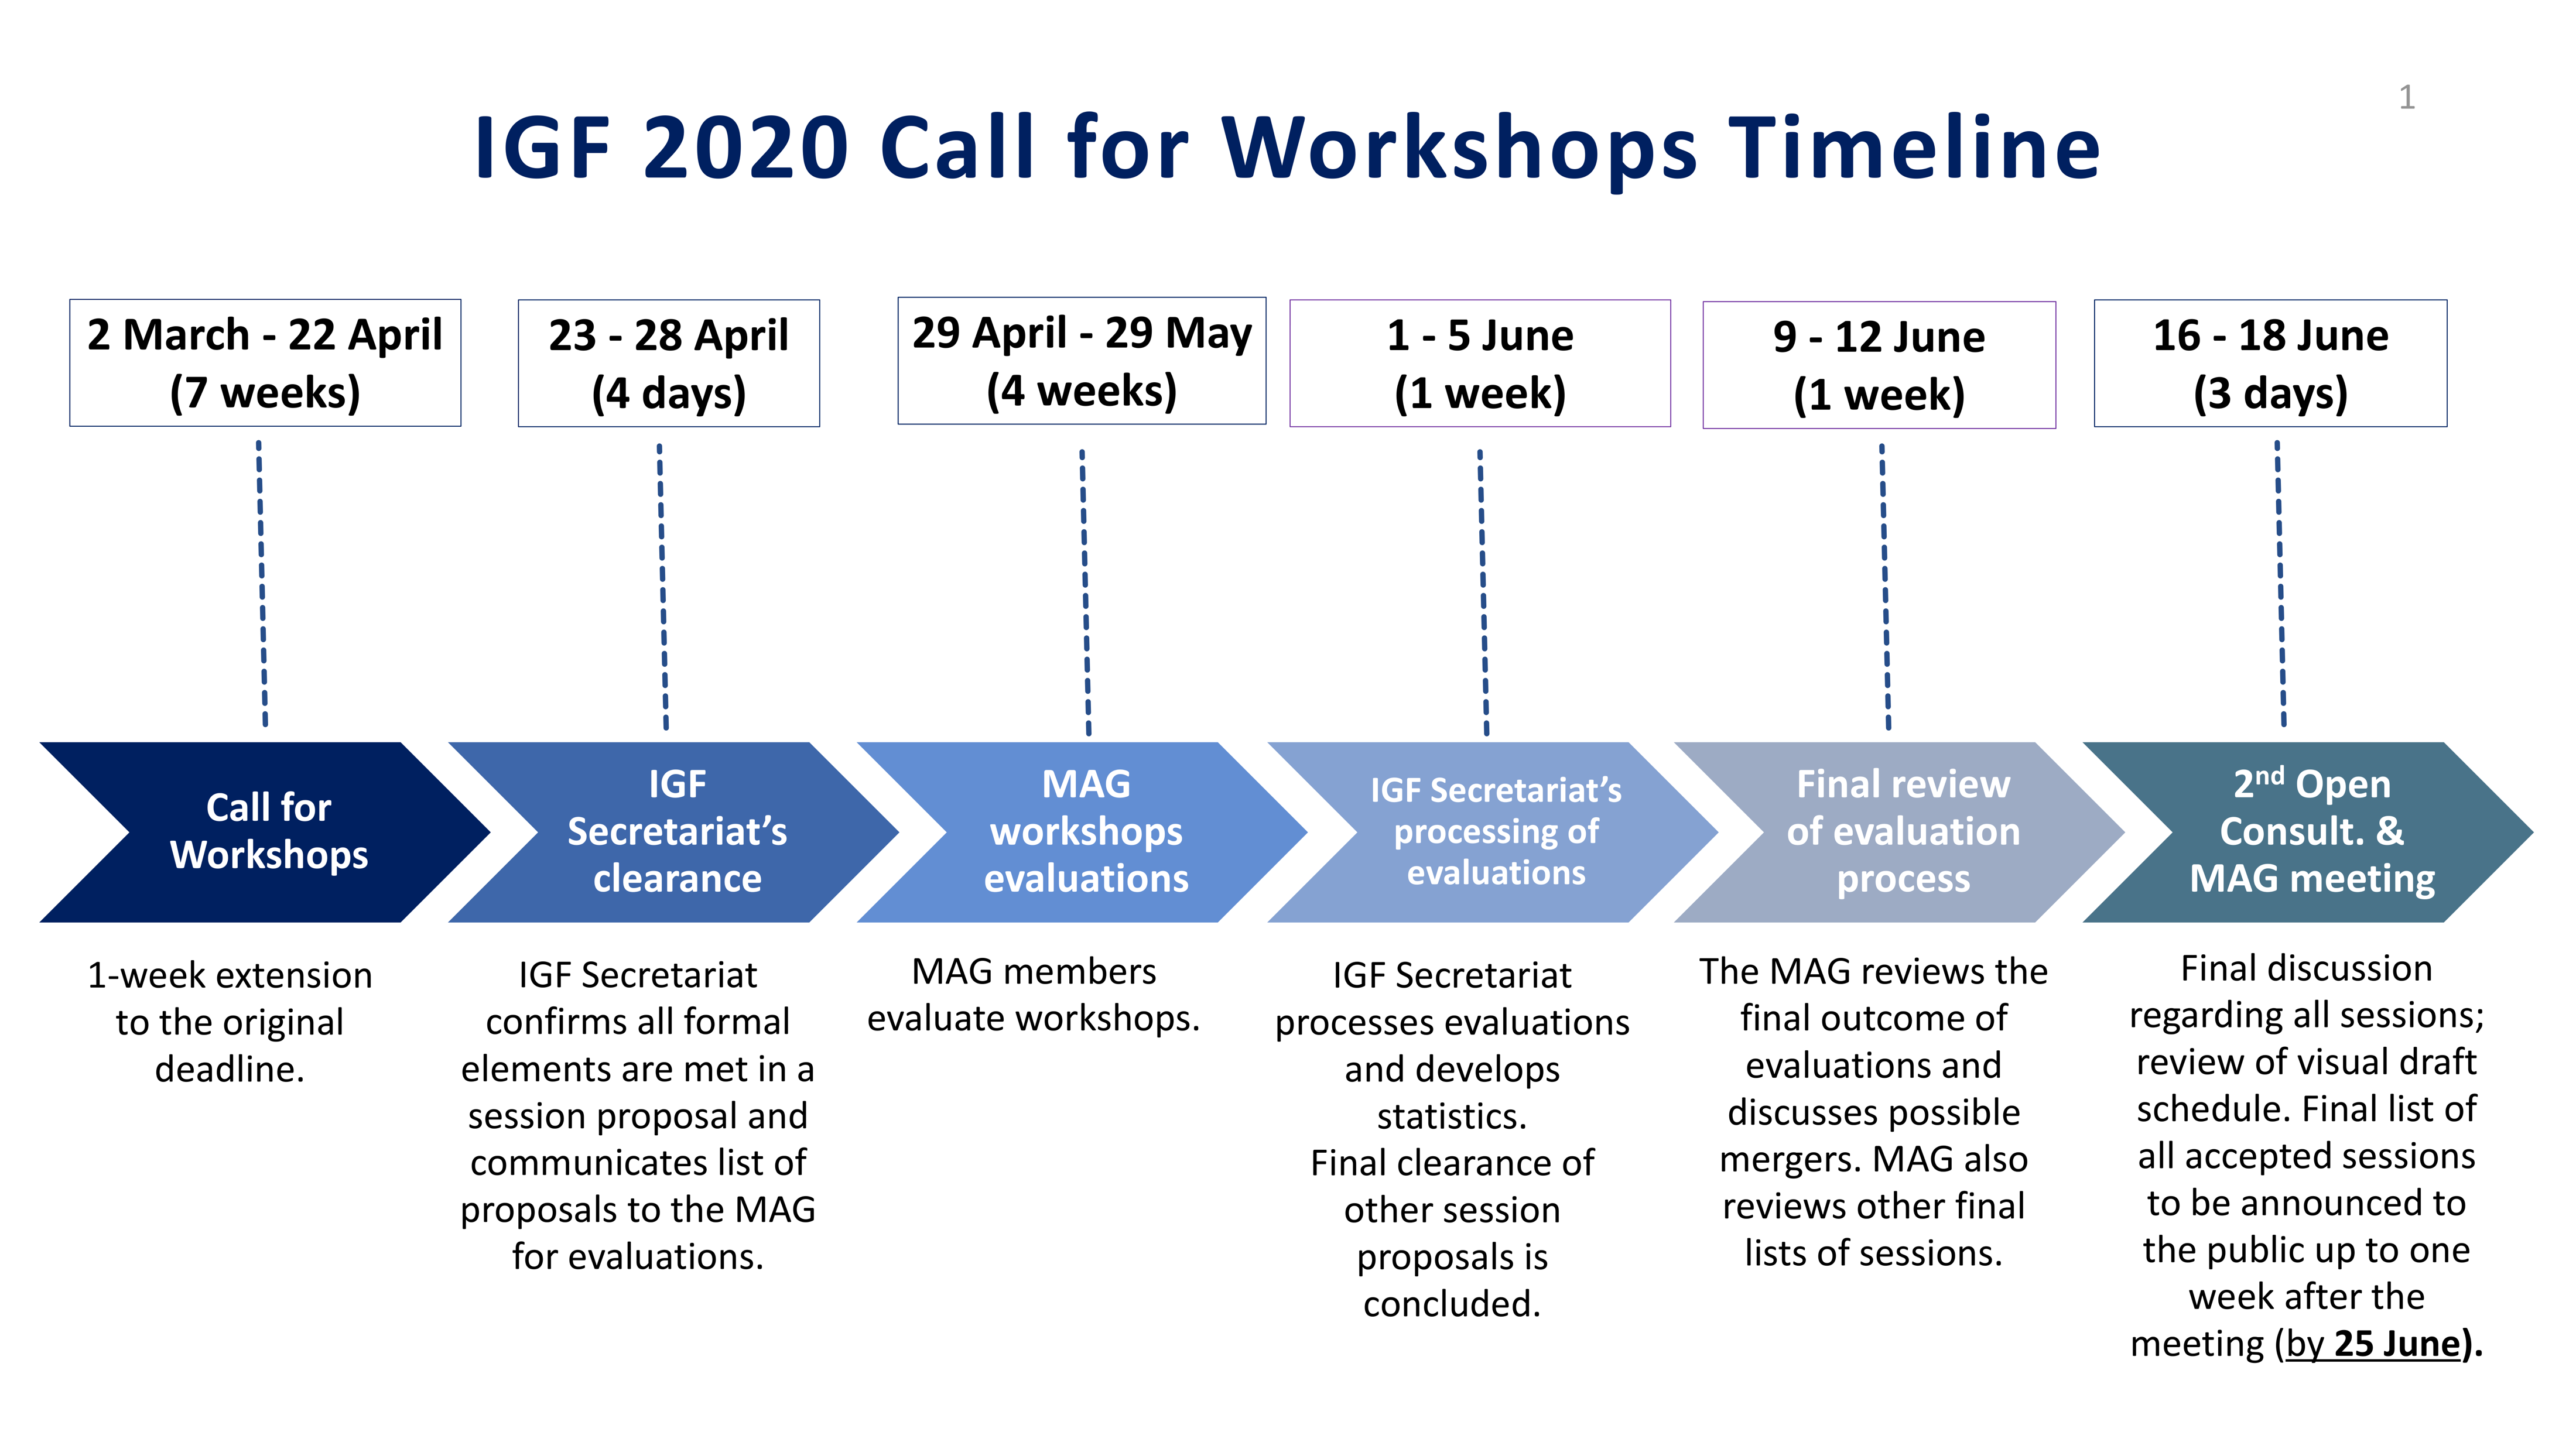 1
IGF 2020 Call for Workshops Timeline
2 March - 22 April
(7 weeks)
23 - 28 April
(4 days)
29 April - 29 May
(4 weeks)
1 - 5 June
(1 week)
9 - 12 June
(1 week)
16 - 18 June
(3 days)
Call for
Workshops
IGF
Secretariat’s
clearance
MAG
workshops
evaluations
IGF Secretariat’s
processing of
evaluations
Final review
of evaluation
process
2nd Open
Consult. &
MAG meeting
1-week extension
to the original
deadline.
IGF Secretariat
confirms all formal
elements are met in a
session proposal and
communicates list of
proposals to the MAG
for evaluations.
MAG members
evaluate workshops.
IGF Secretariat
processes evaluations
and develops
statistics.
Final clearance of
other session
proposals is
concluded.
The MAG reviews the
final outcome of
evaluations and
discusses possible
mergers. MAG also
reviews other final
lists of sessions.
Final discussion
regarding all sessions;
review of visual draft
schedule. Final list of
all accepted sessions
to be announced to
the public up to one
week after the
meeting (by 25 June).